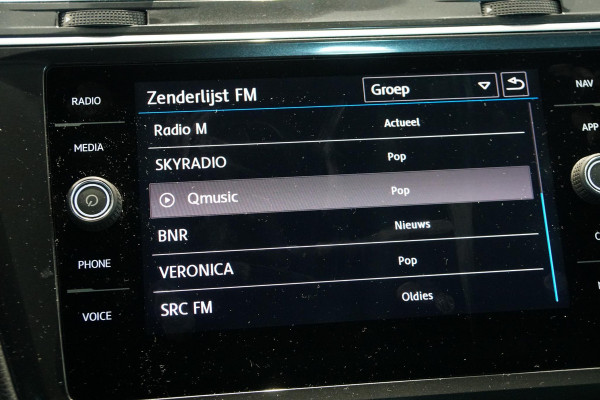 RADIO
MEDIA
PHONE
VOICE
Zenderlijst FM
Groep
Radio M Actueel
SKYRADIO Pop
Qmusic Pop
BNR Nieuws
VERONICA Pop
SRC FM Oldies
NAV
APP